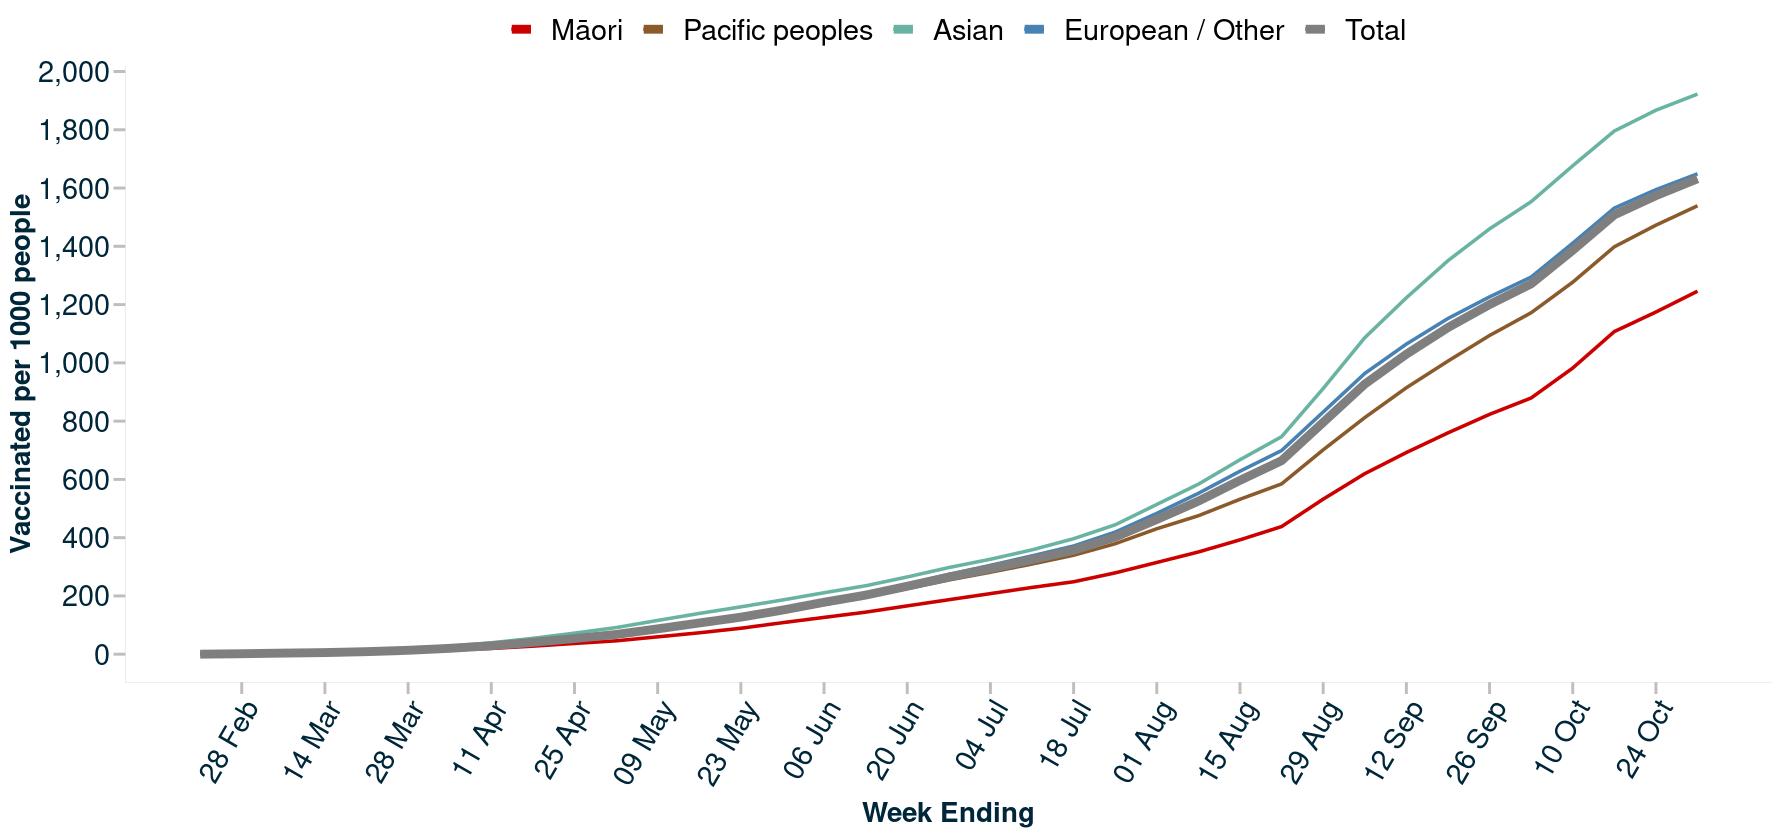 Māori Pacific peoples Asian European / Other Total
Vaccinated per 1000 people
2,000
1,800
1,600
1,400
1,200
1,000
800
600
400
200
0
28 Feb
14 Mar
28 Mar
11 Apr
25 Apr
09 May
23 May
06 Jun
20 Jun
04 Jul
18 Jul
01 Aug
15 Aug
29 Aug
12 Sep
26 Sep
10 Oct
24 Oct
Week Ending